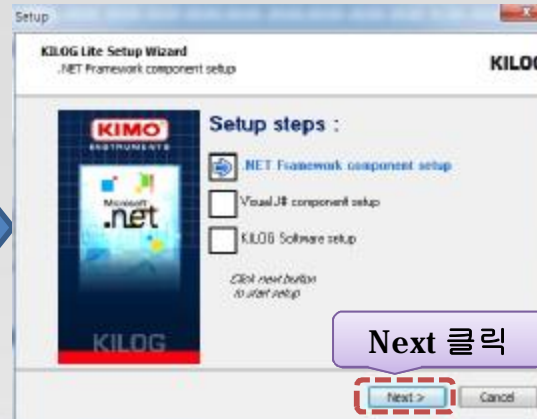 Setup
KILOG Lite Setup Wizard
.NET Framework component setup
KILOG
KIMO
INSTRUMENTS
Setup steps :
.NET Framework component setup
Microsoft
.net
Visual J# component setup
KILOG Software setup
Click next button
to start setup
KILOG
Next 클릭
Next >
Cancel